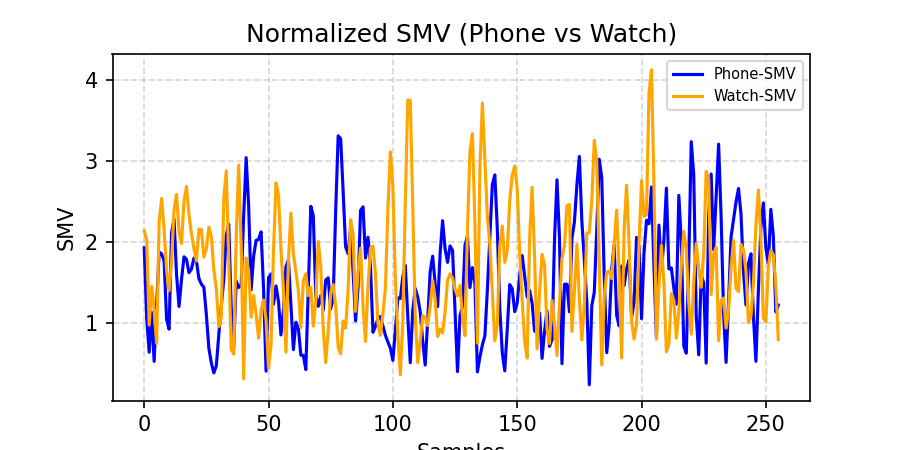 Normalized SMV (Phone vs Watch)
Phone-SMV
Watch-SMV
SMV
4
3
2
1
0 50 100 150 200 250
Samples